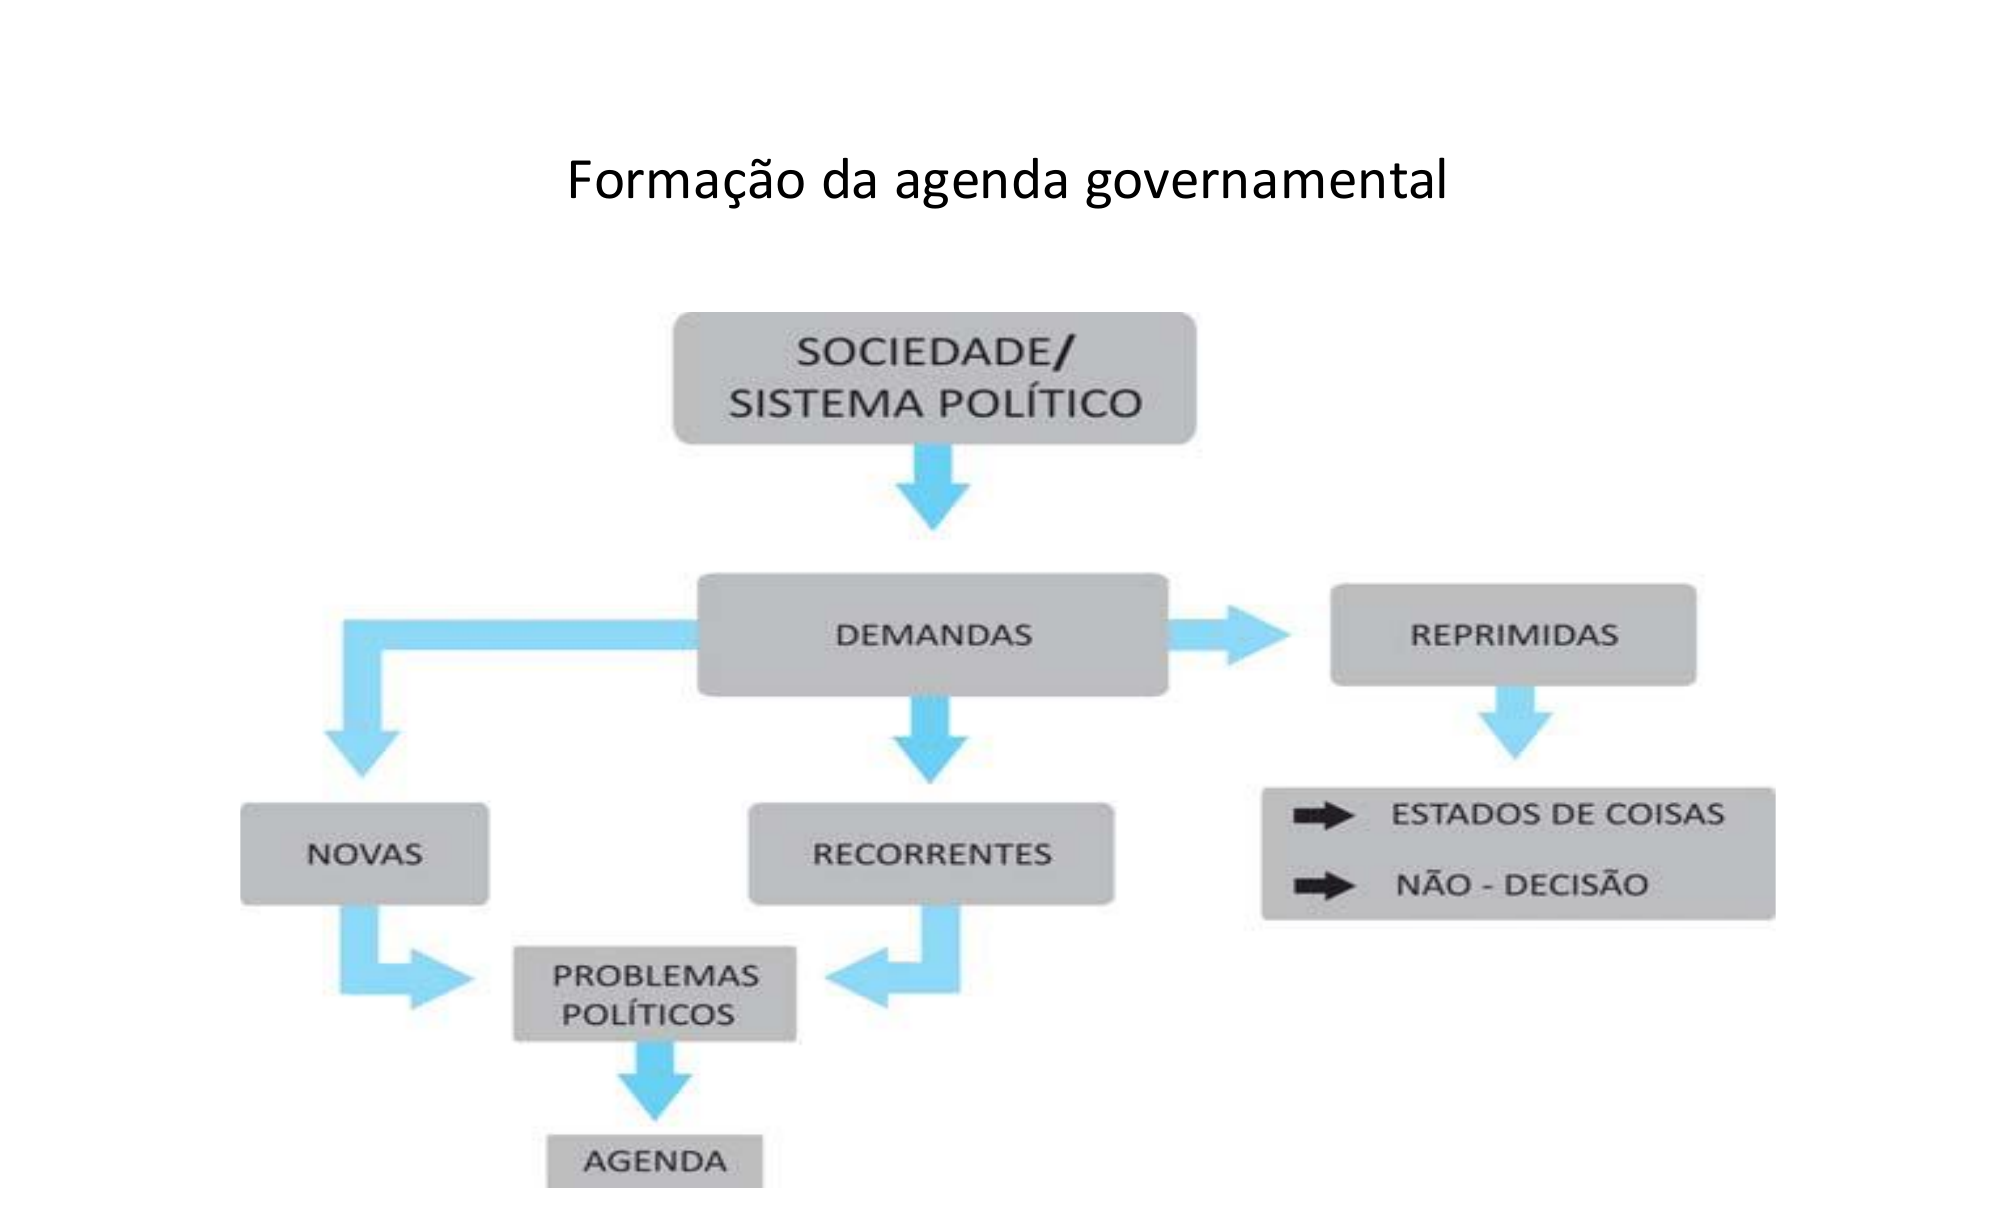 Formação da agenda governamental
SOCIEDADE/
SISTEMA POLÍTICO
DEMANDAS
REPRIMIDAS
NOVAS
RECORRENTES
ESTADOS DE COISAS
NÃO - DECISÃO
PROBLEMAS
POLÍTICOS
AGENDA